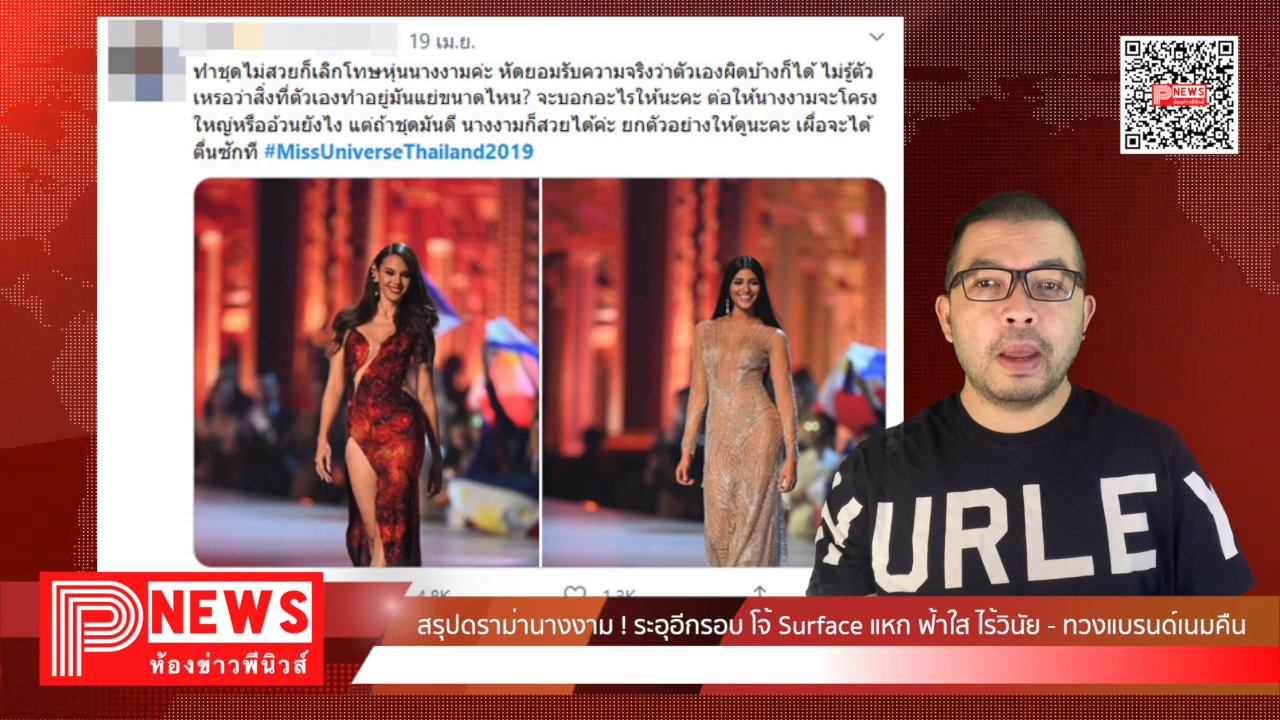 19 เม.ย.
ทำชุดไม่สวยก็เลิกโทษหุ่นนางงามค่ะ หัดยอมรับความจริงว่าตัวเองผิดบ้างก็ได้ ไม่รู้ตัว
เหรอว่าสิ่งที่ตัวเองทำอยู่มันแย่ขนาดไหน? จะบอกอะไรให้นะคะ ต่อให้นางงามจะโครง
ใหญ่หรืออ้วนยังไง แต่ถ้าชุดมันดี นางงามก็สวยได้ค่ะ ยกตัวอย่างให้ดูนะคะ เผื่อจะได้
ตื่นซักที #MissUniverseThailand2019
PNEWS
ห้องข่าวพีนิวส์
HURLEY
P NEWS
ห้องข่าวพีนิวส์
สรุปดราม่านางงาม ! ระอุอีกรอบ โจ้ Surface แหก ฟ้าใส ไร้วินัย - ทวงแบรนด์เนมคืน